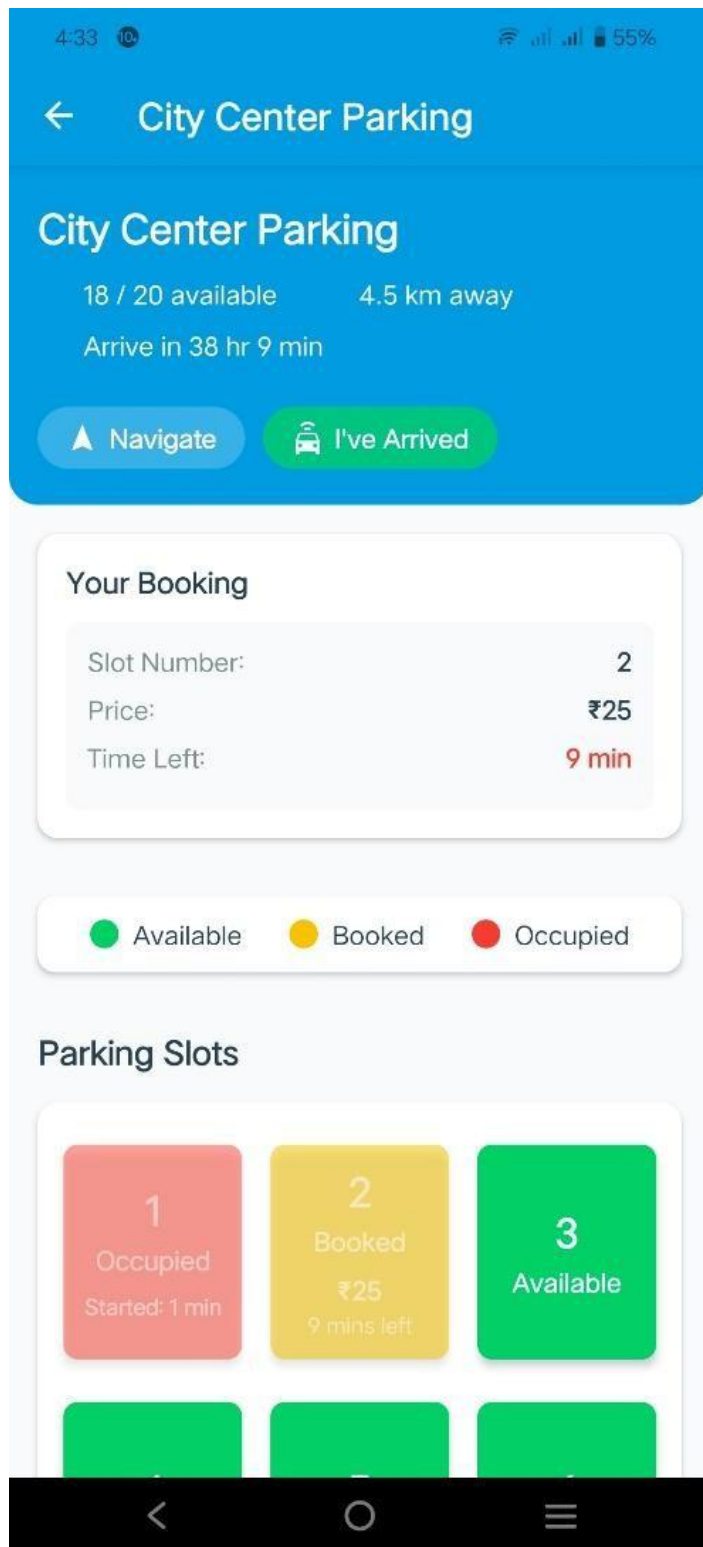 4:33 10+ 55%
City Center Parking
City Center Parking
18 / 20 available 4.5 km away
Arrive in 38 hr 9 min
Navigate I've Arrived
Your Booking
Slot Number: 2
Price: ₹25
Time Left: 9 min
Available Booked Occupied
Parking Slots
1
Occupied
Started: 1 min
2
Booked
₹25
9 mins left
3
Available